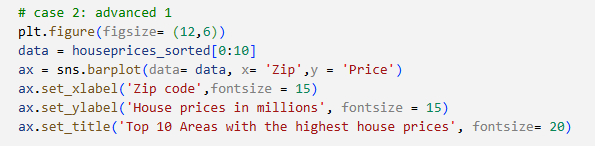 # case 2: advanced 1
plt.figure(figsize= (12,6))
data = houseprices_sorted[0:10]
ax = sns.barplot(data= data, x= 'Zip',y = 'Price')
ax.set_xlabel('Zip code',fontsize = 15)
ax.set_ylabel('House prices in millions', fontsize = 15)
ax.set_title('Top 10 Areas with the highest house prices', fontsize= 20)